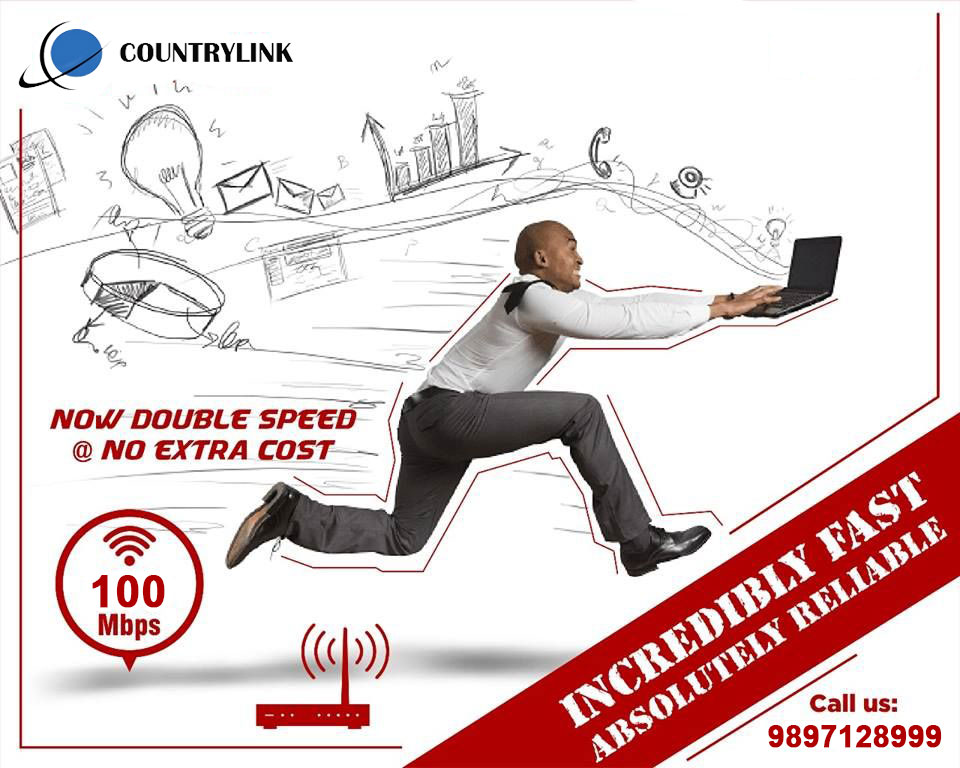 COUNTRYLINK
NOW DOUBLE SPEED
@ NO EXTRA COST
100
Mbps
INCREDIBLY FAST
ABSOLUTELY RELIABLE
Call us:
9897128999